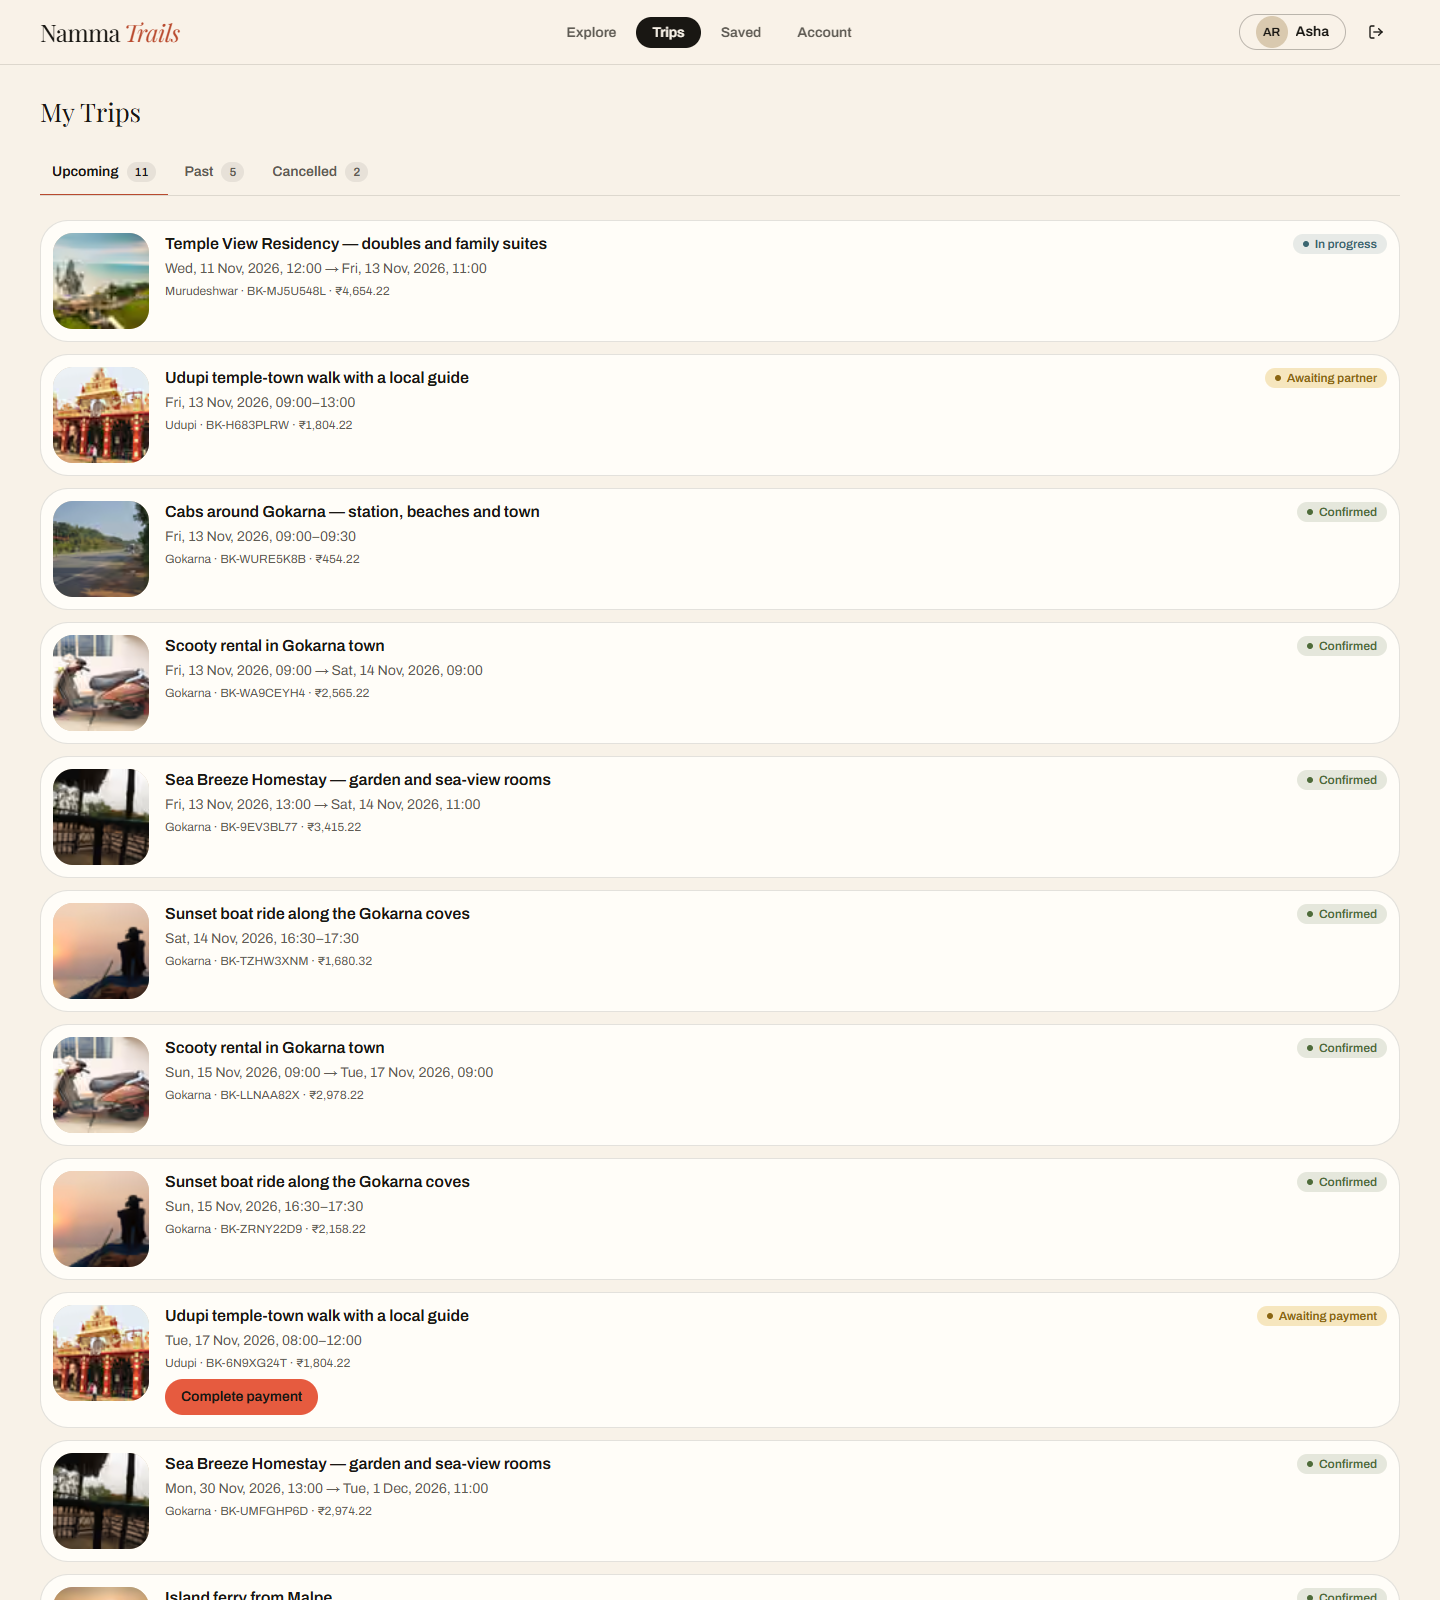 Namma Trails
Explore Trips Saved Account
AR Asha
My Trips
Upcoming 11 Past 5 Cancelled 2
Temple View Residency — doubles and family suites
In progress
Wed, 11 Nov, 2026, 12:00 → Fri, 13 Nov, 2026, 11:00
Murudeshwar · BK-MJ5U548L · ₹4,654.22
Udupi temple-town walk with a local guide
Awaiting partner
Fri, 13 Nov, 2026, 09:00–13:00
Udupi · BK-H683PLRW · ₹1,804.22
Cabs around Gokarna — station, beaches and town
Confirmed
Fri, 13 Nov, 2026, 09:00–09:30
Gokarna · BK-WURE5K8B · ₹454.22
Scooty rental in Gokarna town
Confirmed
Fri, 13 Nov, 2026, 09:00 → Sat, 14 Nov, 2026, 09:00
Gokarna · BK-WA9CEYH4 · ₹2,565.22
Sea Breeze Homestay — garden and sea-view rooms
Confirmed
Fri, 13 Nov, 2026, 13:00 → Sat, 14 Nov, 2026, 11:00
Gokarna · BK-9EV3BL77 · ₹3,415.22
Sunset boat ride along the Gokarna coves
Confirmed
Sat, 14 Nov, 2026, 16:30–17:30
Gokarna · BK-TZHW3XNM · ₹1,680.32
Scooty rental in Gokarna town
Confirmed
Sun, 15 Nov, 2026, 09:00 → Tue, 17 Nov, 2026, 09:00
Gokarna · BK-LLNAA82X · ₹2,978.22
Sunset boat ride along the Gokarna coves
Confirmed
Sun, 15 Nov, 2026, 16:30–17:30
Gokarna · BK-ZRNY22D9 · ₹2,158.22
Udupi temple-town walk with a local guide
Awaiting payment
Tue, 17 Nov, 2026, 08:00–12:00
Udupi · BK-6N9XG24T · ₹1,804.22
Complete payment
Sea Breeze Homestay — garden and sea-view rooms
Confirmed
Mon, 30 Nov, 2026, 13:00 → Tue, 1 Dec, 2026, 11:00
Gokarna · BK-UMFGHP6D · ₹2,974.22
Island ferry from Malpe
Confirmed